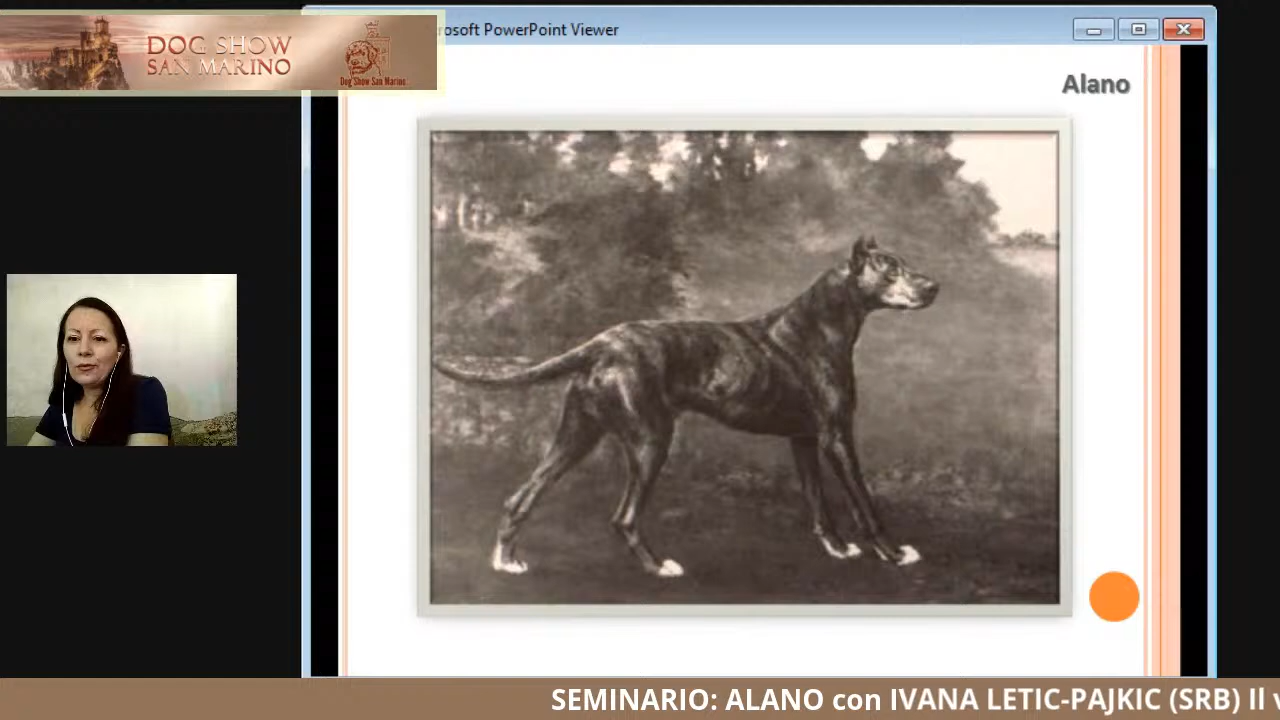 DOG SHOW
SAN MARINO
Dog Show San Marino
rosoft PowerPoint Viewer
Alano
SEMINARIO: ALANO con IVANA LETIC-PAJKIC (SRB) Il v